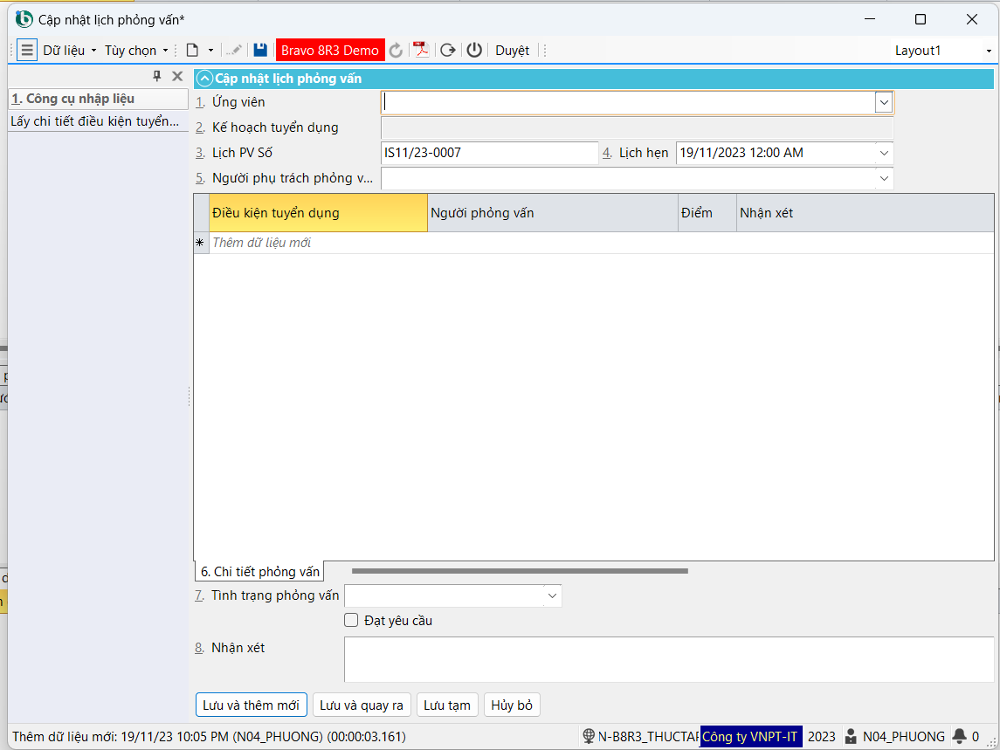 Cập nhật lịch phỏng vấn*
Dữ liệu Tùy chọn Bravo 8R3 Demo Duyệt Layout1
1. Công cụ nhập liệu
Lấy chi tiết điều kiện tuyển...
Cập nhật lịch phỏng vấn
1. Ứng viên
2. Kế hoạch tuyển dụng
3. Lịch PV Số IS11/23-0007 4. Lịch hẹn 19/11/2023 12:00 AM
5. Người phụ trách phỏng v...
Điều kiện tuyển dụng Người phỏng vấn Điểm Nhận xét
* Thêm dữ liệu mới
6. Chi tiết phỏng vấn
7. Tình trạng phỏng vấn
Đạt yêu cầu
8. Nhận xét
Lưu và thêm mới Lưu và quay ra Lưu tạm Hủy bỏ
Thêm dữ liệu mới: 19/11/23 10:05 PM (N04_PHUONG) (00:00:03.161) N-B8R3_THUCTAP Công ty VNPT-IT 2023 N04_PHUONG 0